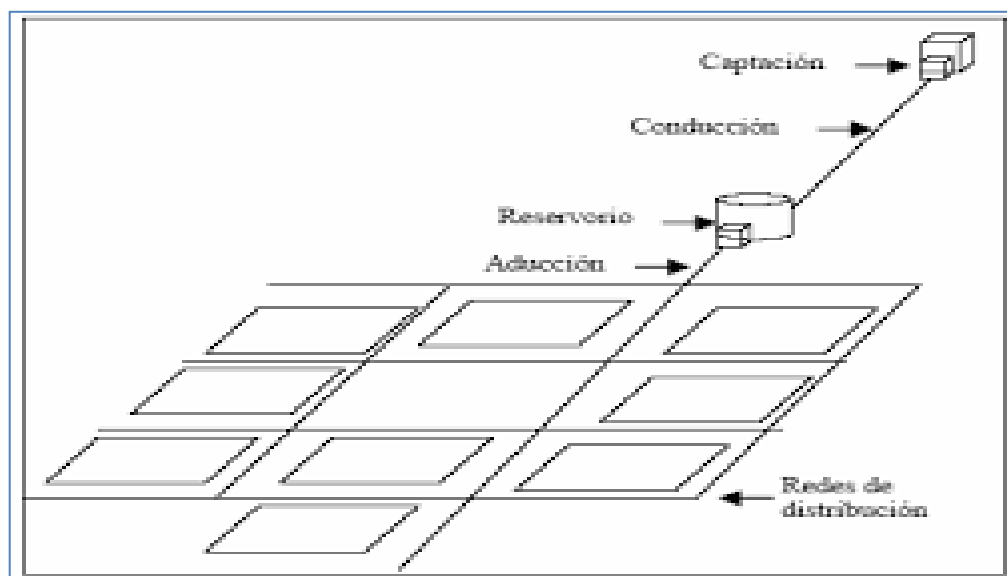 Captación
Conducción
Reservorio
Aducción
Redes de
distribución